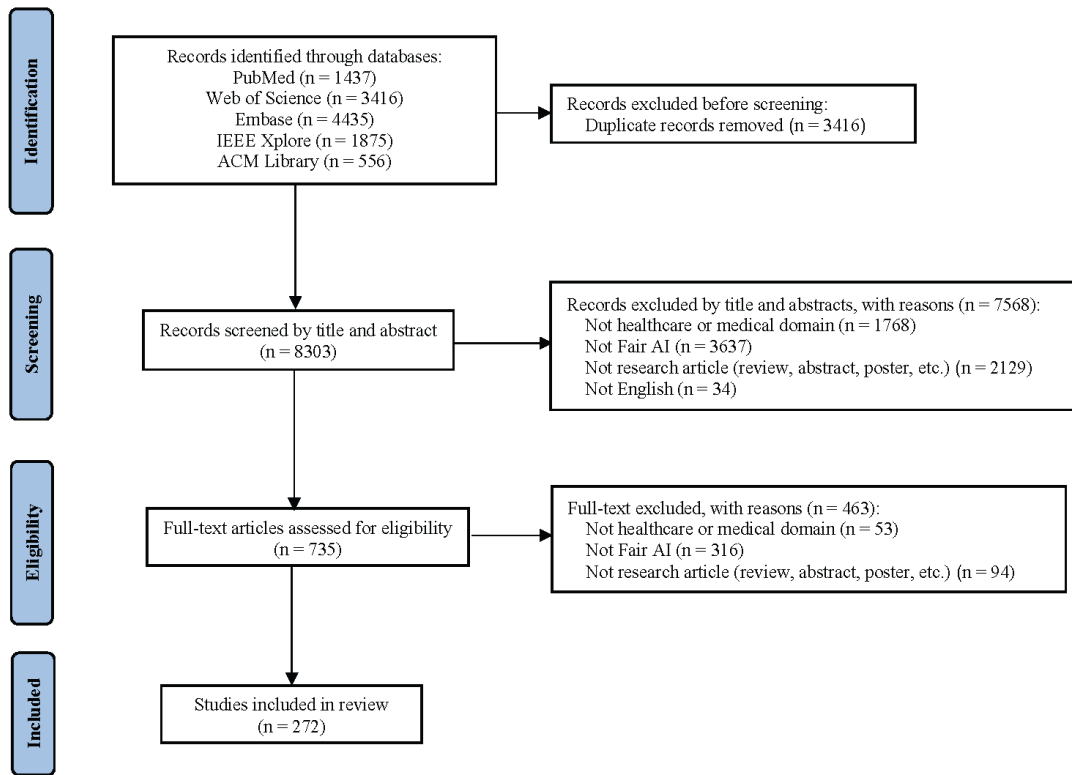 Identification
Records identified through databases:
PubMed (n = 1437)
Web of Science (n = 3416)
Embase (n = 4435)
IEEE Xplore (n = 1875)
ACM Library (n = 556)
Records excluded before screening:
Duplicate records removed (n = 3416)
Screening
Records screened by title and abstract
(n = 8303)
Records excluded by title and abstracts, with reasons (n = 7568):
Not healthcare or medical domain (n = 1768)
Not Fair AI (n = 3637)
Not research article (review, abstract, poster, etc.) (n = 2129)
Not English (n = 34)
Eligibility
Full-text articles assessed for eligibility
(n = 735)
Full-text excluded, with reasons (n = 463):
Not healthcare or medical domain (n = 53)
Not Fair AI (n = 316)
Not research article (review, abstract, poster, etc.) (n = 94)
Included
Studies included in review
(n = 272)